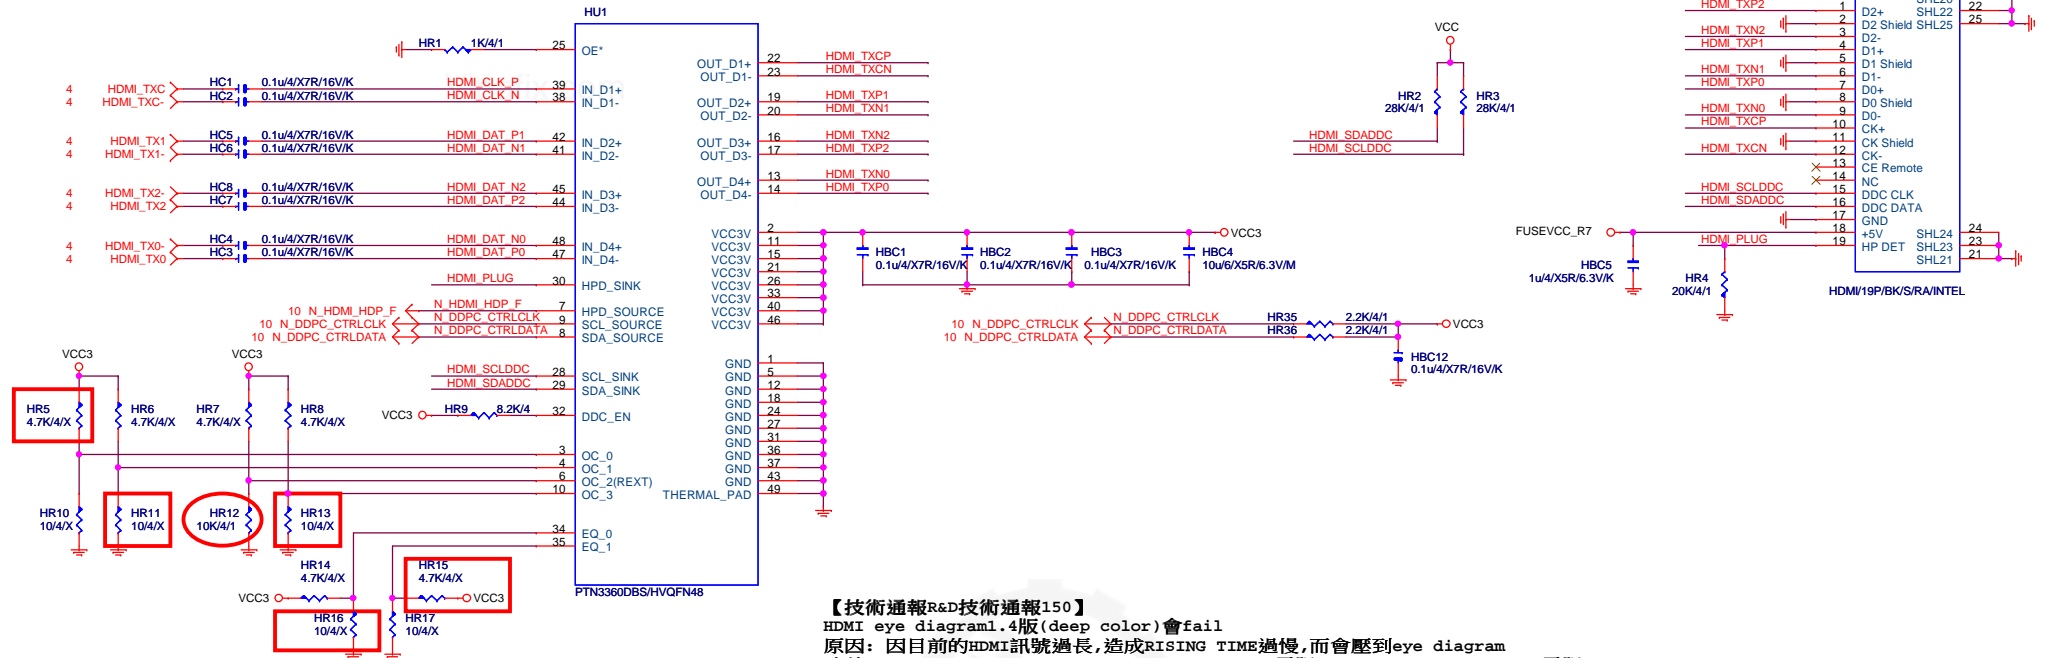 HU1
HR1 1K/4/1 25 OE*
4 HDMI_TXC HC1 0.1u/4/X7R/16V/K HDMI_CLK_P 39 IN_D1+
4 HDMI_TXC- HC2 0.1u/4/X7R/16V/K HDMI_CLK_N 38 IN_D1-
4 HDMI_TX1 HC5 0.1u/4/X7R/16V/K HDMI_DAT_P1 42 IN_D2+
4 HDMI_TX1- HC6 0.1u/4/X7R/16V/K HDMI_DAT_N1 41 IN_D2-
4 HDMI_TX2- HC8 0.1u/4/X7R/16V/K HDMI_DAT_N2 45 IN_D3+
4 HDMI_TX2 HC7 0.1u/4/X7R/16V/K HDMI_DAT_P2 44 IN_D3-
4 HDMI_TX0- HC4 0.1u/4/X7R/16V/K HDMI_DAT_N0 48 IN_D4+
4 HDMI_TX0 HC3 0.1u/4/X7R/16V/K HDMI_DAT_P0 47 IN_D4-
HDMI_PLUG 30 HPD_SINK
10 N_HDMI_HDP_F N_HDMI_HDP_F 7 HPD_SOURCE
10 N_DDPC_CTRLCLK N_DDPC_CTRLCLK 9 SCL_SOURCE
10 N_DDPC_CTRLDATA N_DDPC_CTRLDATA 8 SDA_SOURCE
HDMI_SCLDDC 28 SCL_SINK
HDMI_SDADDC 29 SDA_SINK
VCC3 HR9 8.2K/4 32 DDC_EN
VCC3 VCC3
HR5 HR6 HR7 HR8
4.7K/4/X 4.7K/4/X 4.7K/4/X 4.7K/4/X
3 OC_0
4 OC_1
6 OC_2(REXT)
10 OC_3
HR10 HR11 HR12 HR13
10/4/X 10/4/X 10K/4/1 10/4/X
34 EQ_0
35 EQ_1
HR14 HR15
4.7K/4/X 4.7K/4/X
VCC3 VCC3
HR16 HR17
10/4/X 10/4/X
PTN3360DBS/HVQFN48
OUT_D1+ 22 HDMI_TXCP
OUT_D1- 23 HDMI_TXCN
OUT_D2+ 19 HDMI_TXP1
OUT_D2- 20 HDMI_TXN1
OUT_D3+ 16 HDMI_TXN2
OUT_D3- 17 HDMI_TXP2
OUT_D4+ 13 HDMI_TXN0
OUT_D4- 14 HDMI_TXP0
VCC3V 2
VCC3V 11
VCC3V 15
VCC3V 21
VCC3V 26
VCC3V 33
VCC3V 40
VCC3V 46
GND 1
GND 5
GND 12
GND 18
GND 24
GND 27
GND 31
GND 36
GND 37
GND 43
THERMAL_PAD 49
VCC3
HBC1 HBC2 HBC3 HBC4
0.1u/4/X7R/16V/K 0.1u/4/X7R/16V/K 0.1u/4/X7R/16V/K 10u/6/X5R/6.3V/M
10 N_DDPC_CTRLCLK N_DDPC_CTRLCLK HR35 2.2K/4/1 VCC3
10 N_DDPC_CTRLDATA N_DDPC_CTRLDATA HR36 2.2K/4/1
HBC12
0.1u/4/X7R/16V/K
VCC
HR2 HR3
28K/4/1 28K/4/1
HDMI_SDADDC
HDMI_SCLDDC
HDMI_TXP2 1 D2+
2 D2 Shield
HDMI_TXN2 3 D2-
HDMI_TXP1 4 D1+
5 D1 Shield
HDMI_TXN1 6 D1-
HDMI_TXP0 7 D0+
8 D0 Shield
HDMI_TXN0 9 D0-
HDMI_TXCP 10 CK+
11 CK Shield
HDMI_TXCN 12 CK-
13 CE Remote
14 NC
HDMI_SCLDDC 15 DDC CLK
HDMI_SDADDC 16 DDC DATA
17 GND
FUSEVCC_R7 18 +5V
HDMI_PLUG 19 HP DET
SHL22 22
SHL25 25
SHL24 24
SHL23 23
SHL21 21
HBC5
1u/4/X5R/6.3V/K
HR4
20K/4/1
HDMI/19P/BK/S/RA/INTEL
【技術通報R&D技術通報150】
HDMI eye diagram1.4版(deep color)會fail
原因: 因目前的HDMI訊號過長,造成RISING TIME過慢,而會壓到eye diagram